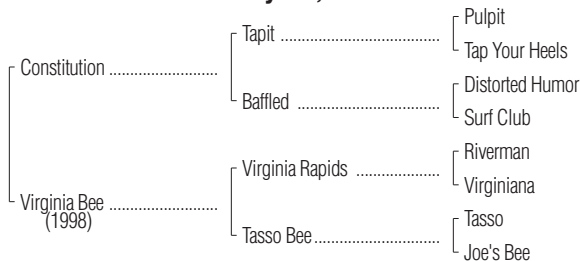 Pulpit
Tapit ..............................
Tap Your Heels
Constitution ........................
Distorted Humor
Baffled ...........................
Surf Club
Riverman
Virginia Rapids ..................
Virginiana
Virginia Bee ........................
(1998)
Tasso
Tasso Bee...........................
Joe's Bee